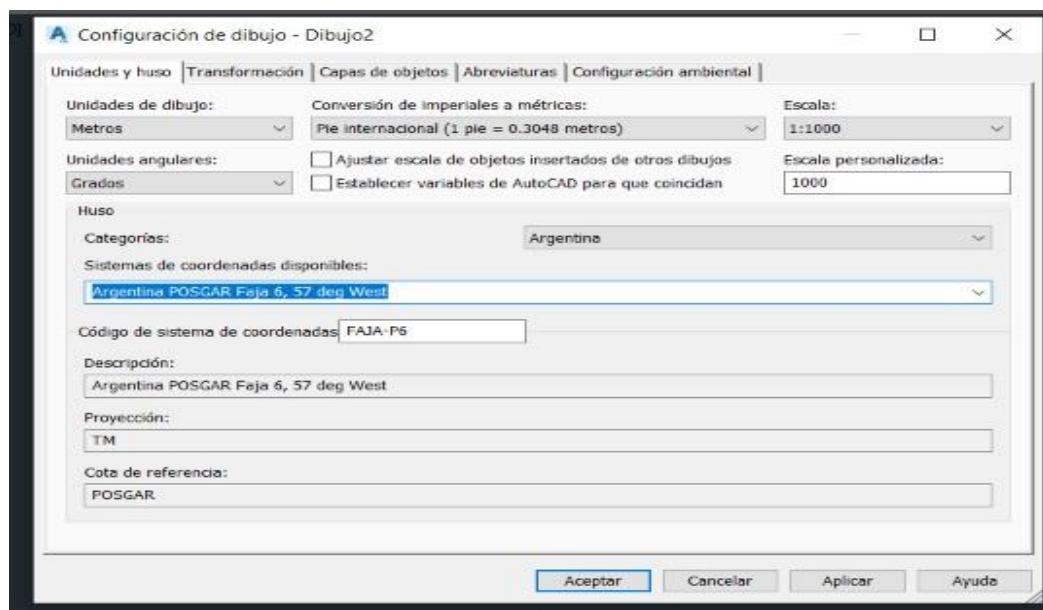 Configuración de dibujo - Dibujo2
Unidades y huso Transformación Capas de objetos Abreviaturas Configuración ambiental
Unidades de dibujo: Conversión de imperiales a métricas: Escala:
Metros Pie internacional (1 pie = 0.3048 metros) 1:1000
Unidades angulares: Ajustar escala de objetos insertados de otros dibujos Escala personalizada:
Grados Establecer variables de AutoCAD para que coincidan 1000
Huso
Categorías: Argentina
Sistemas de coordenadas disponibles:
Argentina POSGAR Faja 6, 57 deg West
Código de sistema de coordenadas FAJA-P6
Descripción:
Argentina POSGAR Faja 6, 57 deg West
Proyección:
TM
Cota de referencia:
POSGAR
Aceptar Cancelar Aplicar Ayuda